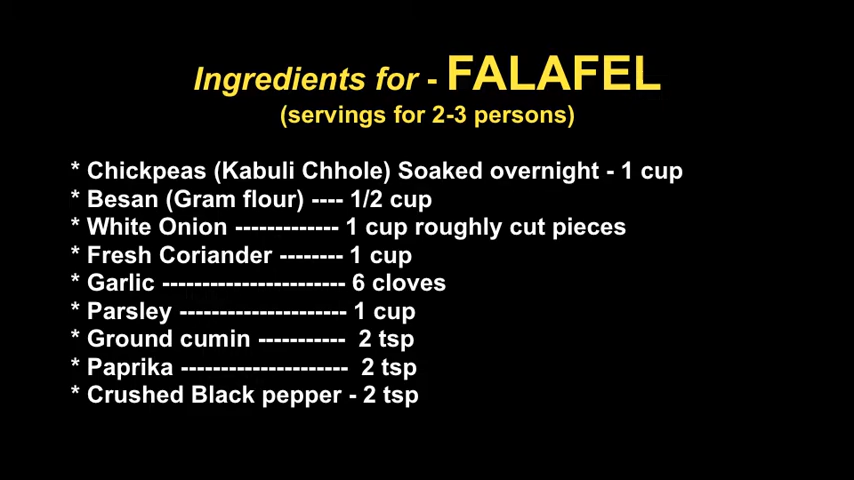 Ingredients for - FALAFEL
(servings for 2-3 persons)
* Chickpeas (Kabuli Chhole) Soaked overnight - 1 cup
* Besan (Gram flour) ---- 1/2 cup
* White Onion ------------- 1 cup roughly cut pieces
* Fresh Coriander -------- 1 cup
* Garlic ----------------------- 6 cloves
* Parsley --------------------- 1 cup
* Ground cumin ----------- 2 tsp
* Paprika --------------------- 2 tsp
* Crushed Black pepper - 2 tsp